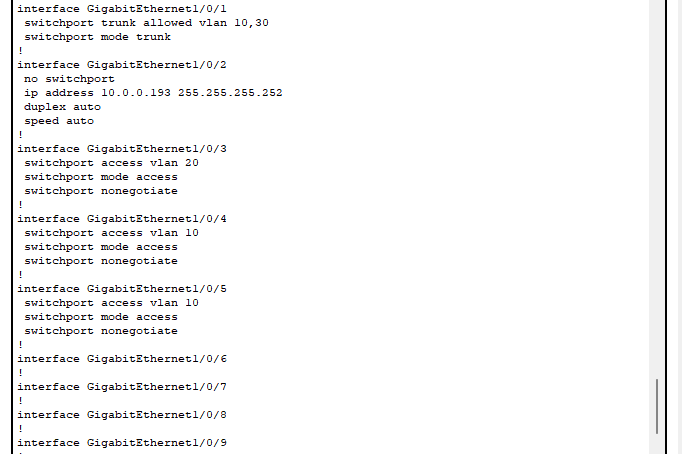 interface GigabitEthernet1/0/1
 switchport trunk allowed vlan 10,30
 switchport mode trunk
!
interface GigabitEthernet1/0/2
 no switchport
 ip address 10.0.0.193 255.255.255.252
 duplex auto
 speed auto
!
interface GigabitEthernet1/0/3
 switchport access vlan 20
 switchport mode access
 switchport nonegotiate
!
interface GigabitEthernet1/0/4
 switchport access vlan 10
 switchport mode access
 switchport nonegotiate
!
interface GigabitEthernet1/0/5
 switchport access vlan 10
 switchport mode access
 switchport nonegotiate
!
interface GigabitEthernet1/0/6
!
interface GigabitEthernet1/0/7
!
interface GigabitEthernet1/0/8
!
interface GigabitEthernet1/0/9